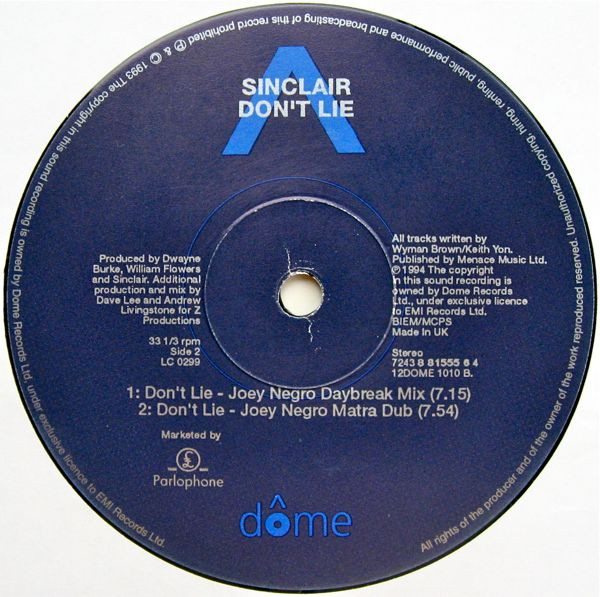 ℗ & © 1993 The copyright in this sound recording is owned by Dome Records Ltd. under exclusive licence to EMI Records Ltd.
All rights of the producer and of the owner of the work reproduced reserved. Unauthorized copying, hiring, renting, public performance and broadcasting of this record prohibited
SINCLAIR
DON'T LIE
Produced by Dwayne
Burke, William Flowers
and Sinclair. Additional
production and mix by
Dave Lee and Andrew
Livingstone for Z
Productions
33 1/3 rpm
Side 2
LC 0299
All tracks written by
Wyman Brown/Keith Yon.
Published by Menace Music Ltd.
℗ 1994 The copyright
in this sound recording is
owned by Dome Records
Ltd., under exclusive licence
to EMI Records Ltd.
BIEM/MCPS
Made in UK
Stereo
7243 8 81555 6 4
12DOME 1010 B.
1: Don't Lie - Joey Negro Daybreak Mix (7.15)
2: Don't Lie - Joey Negro Matra Dub (7.54)
Marketed by
£
Parlophone
dôme